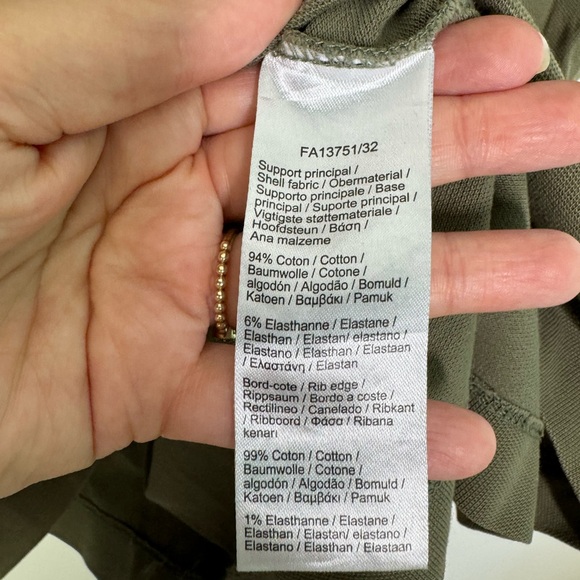 FA13751/32
Support principal /
Shell fabric / Obermaterial /
Supporto principale / Base
principal / Suporte principal /
Vigtigste støttemateriale /
Hoofdsteun / Βάση /
Ana malzeme
94% Coton / Cotton /
Baumwolle / Cotone /
algodón / Algodão / Bomuld /
Katoen / Βαμβάκι / Pamuk
6% Elasthanne / Elastane /
Elasthan / Elastan/ elastano /
Elastano / Elasthan / Elastaan
/ Ελαστάνη / Elastan
Bord-cote / Rib edge /
Rippsaum / Bordo a coste /
Rectilineo / Canelado / Ribkant
/ Ribboord / Φάσα / Ribana
kenari
99% Coton / Cotton /
Baumwolle / Cotone /
algodón / Algodão / Bomuld /
Katoen / Βαμβάκι / Pamuk
1% Elasthanne / Elastane /
Elasthan / Elastan/ elastano /
Elastano / Elasthan / Elastaan